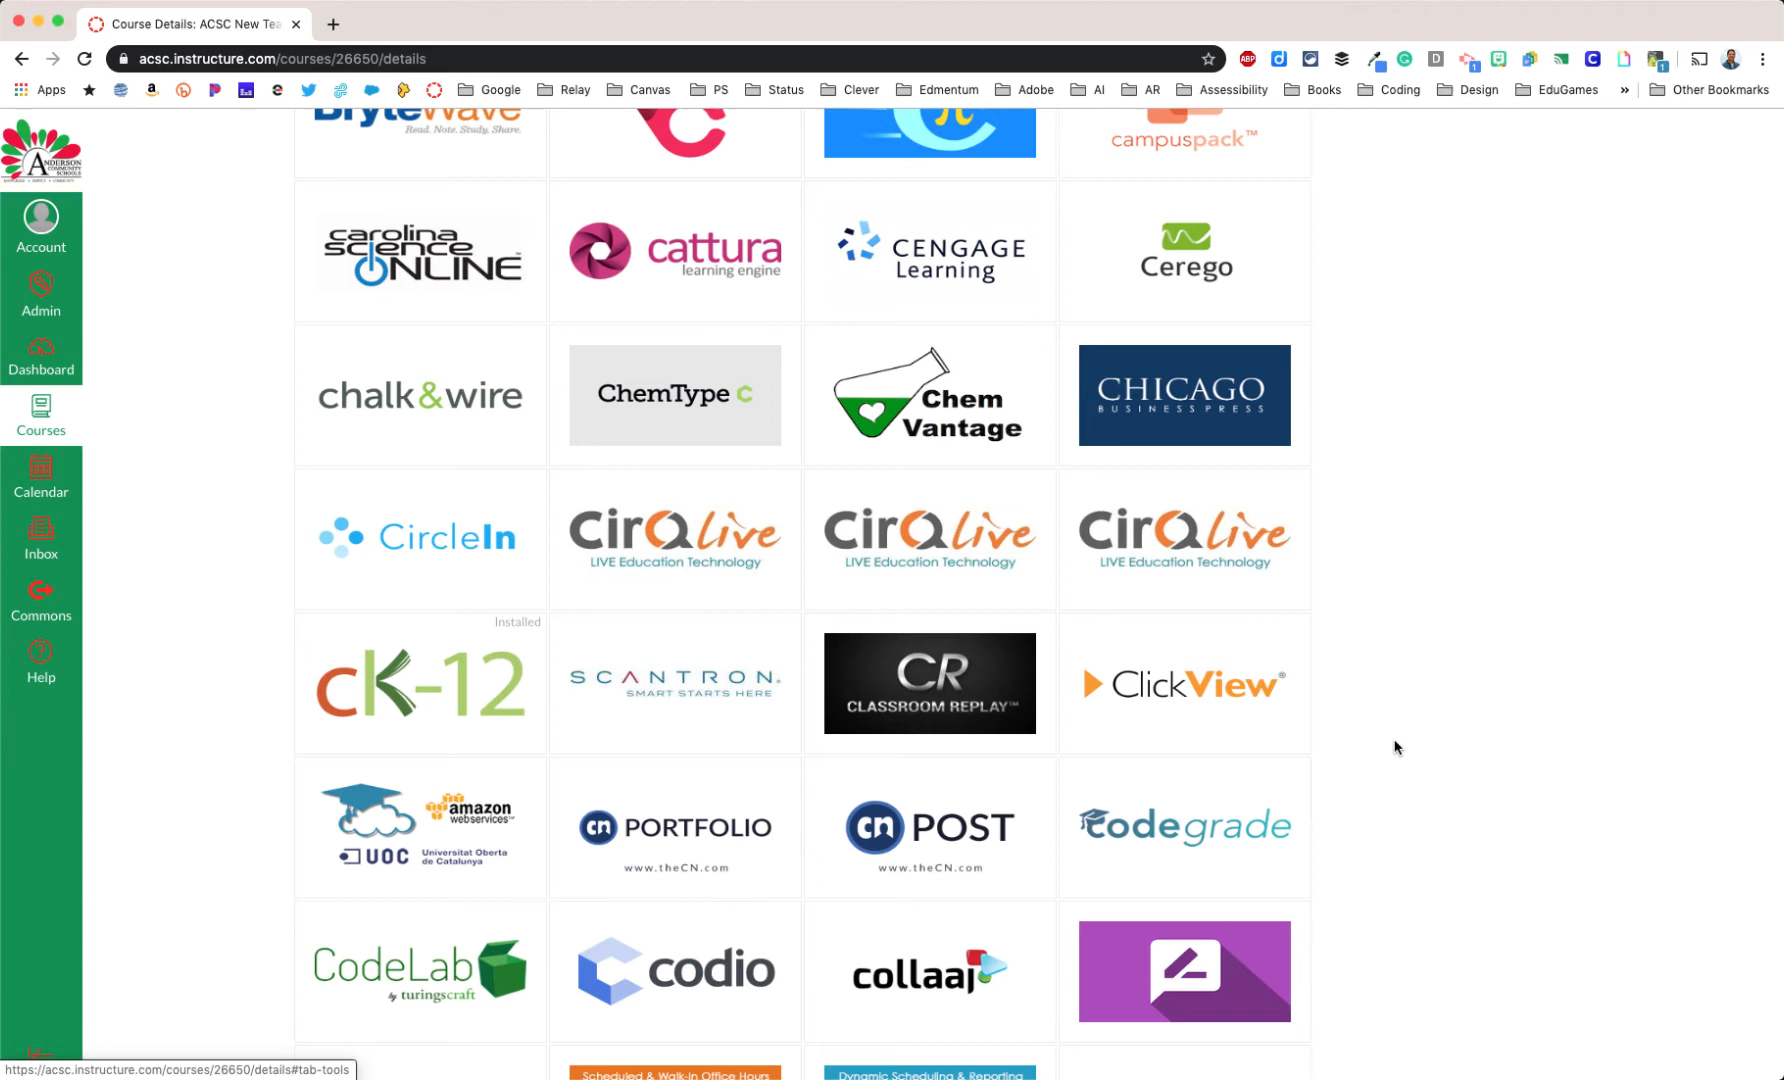 Course Details: ACSC New Tea
acsc.instructure.com/courses/26650/details
Apps Google Relay Canvas PS Status Clever Edmentum Adobe AI AR Assessibility Books Coding Design EduGames » Other Bookmarks
ANDERSON
COMMUNITY
SCHOOLS
Account
Admin
Dashboard
Courses
Calendar
Inbox
Commons
Help
BryteWave
Read. Note. Study. Share.
campuspack™
carolina
science
ONLINE
cattura
learning engine
CENGAGE
Learning
Cerego
chalk&wire
ChemType C
Chem
Vantage
CHICAGO
BUSINESS PRESS
CircleIn
CirQlive
LIVE Education Technology
CirQlive
LIVE Education Technology
CirQlive
LIVE Education Technology
Installed
cK-12
SCANTRON®
SMART STARTS HERE
CR
CLASSROOM REPLAY™
ClickView®
amazon
webservices™
UOC Universitat Oberta
de Catalunya
cn PORTFOLIO
www.theCN.com
cn POST
www.theCN.com
codegrade
CodeLab
by turingscraft
codio
collaaj
Scheduled & Walk-in Office Hours
Dynamic Scheduling & Reporting
https://acsc.instructure.com/courses/26650/details#tab-tools